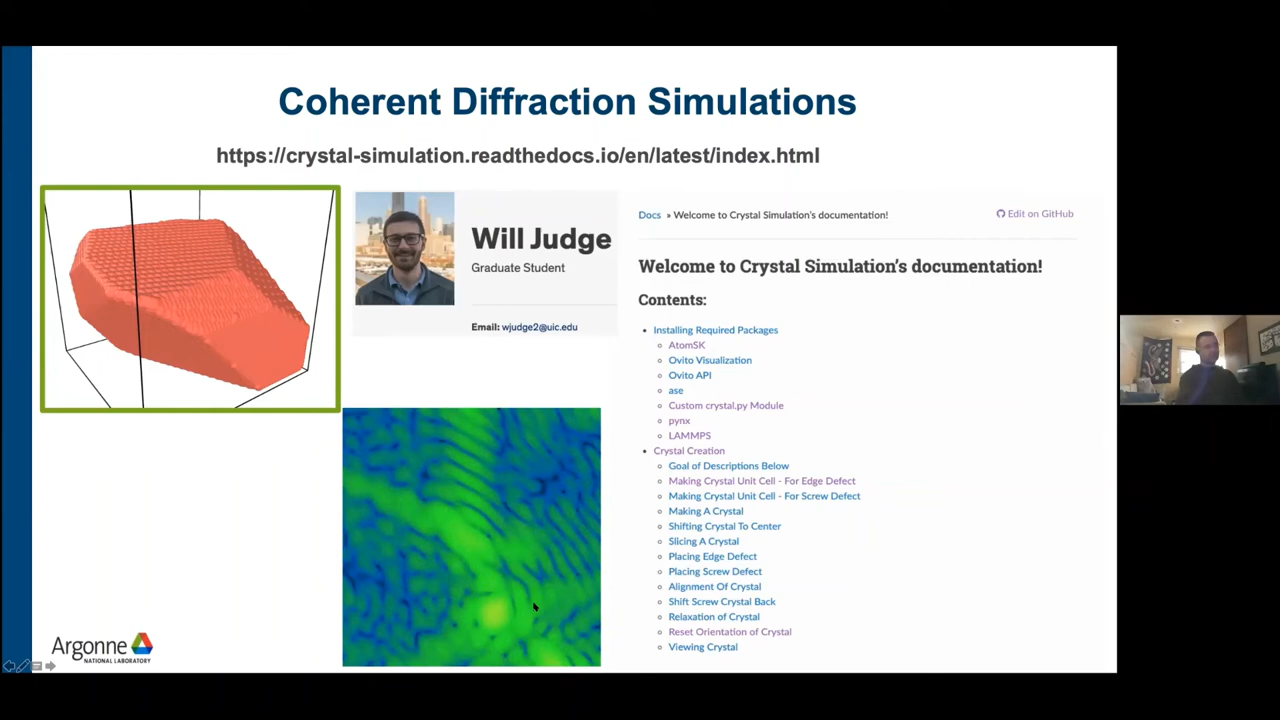 Coherent Diffraction Simulations
https://crystal-simulation.readthedocs.io/en/latest/index.html
Will Judge
Graduate Student
Email: wjudge2@uic.edu
Docs » Welcome to Crystal Simulation's documentation!
Edit on GitHub
Welcome to Crystal Simulation's documentation!
Contents:
Installing Required Packages
AtomSK
Ovito Visualization
Ovito API
ase
Custom crystal.py Module
pynx
LAMMPS
Crystal Creation
Goal of Descriptions Below
Making Crystal Unit Cell - For Edge Defect
Making Crystal Unit Cell - For Screw Defect
Making A Crystal
Shifting Crystal To Center
Slicing A Crystal
Placing Edge Defect
Placing Screw Defect
Alignment Of Crystal
Shift Screw Crystal Back
Relaxation of Crystal
Reset Orientation of Crystal
Viewing Crystal
Argonne
NATIONAL LABORATORY